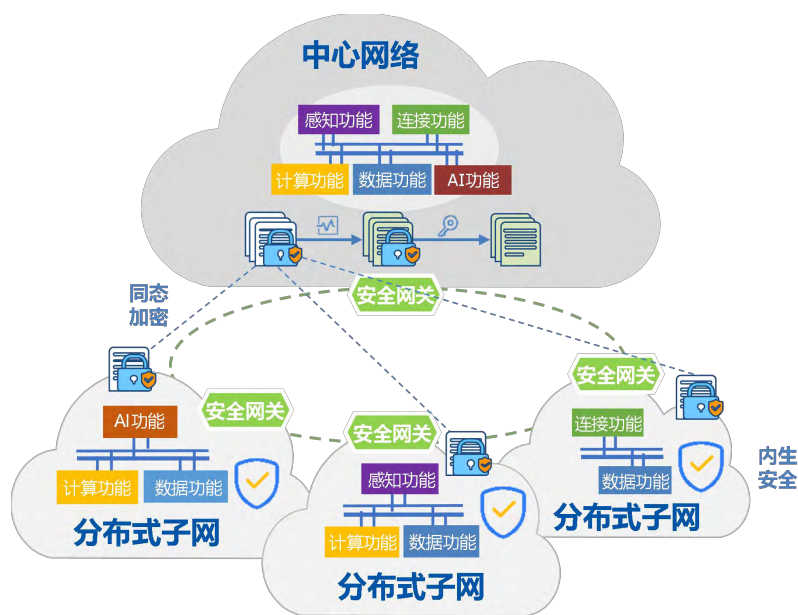 中心网络
感知功能
连接功能
计算功能
数据功能
AI功能
同态
加密
安全网关
安全网关
安全网关
安全网关
AI功能
计算功能
数据功能
分布式子网
感知功能
计算功能
数据功能
分布式子网
连接功能
数据功能
分布式子网
内生
安全